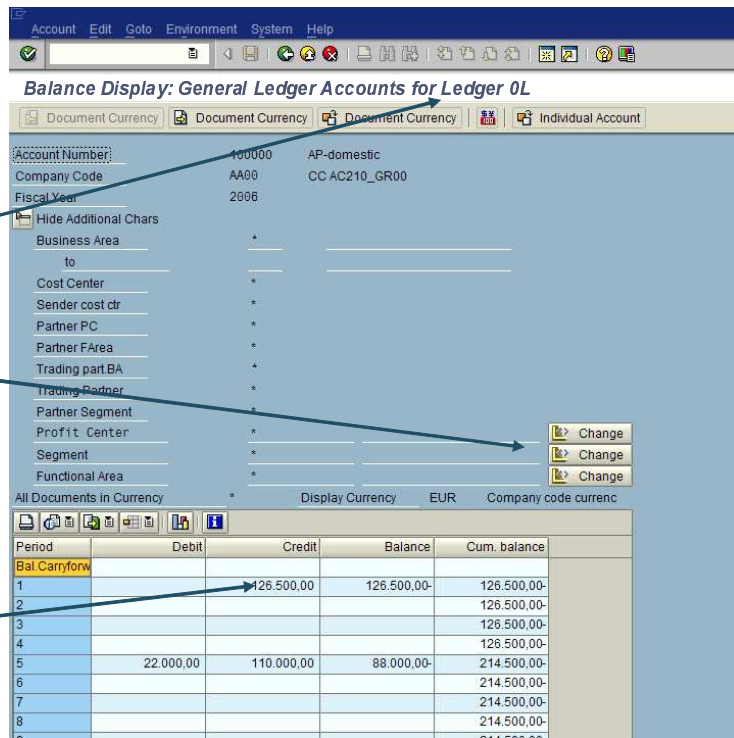 Account Edit Goto Environment System Help
Balance Display: General Ledger Accounts for Ledger 0L
Document Currency Document Currency Document Currency Individual Account
Account Number AP-domestic
Company Code AA00 CC AC210_GR00
Fiscal Year 2006
Hide Additional Chars
Business Area *
to
Cost Center *
Sender cost ctr *
Partner PC *
Partner FArea *
Trading part.BA *
Trading Partner *
Partner Segment *
Profit Center * Change
Segment * Change
Functional Area * Change
All Documents in Currency * Display Currency EUR Company code currenc
Period Debit Credit Balance Cum. balance
Bal.Carryforw
1 126.500,00 126.500,00- 126.500,00-
2 126.500,00-
3 126.500,00-
4 126.500,00-
5 22.000,00 110.000,00 88.000,00- 214.500,00-
6 214.500,00-
7 214.500,00-
8 214.500,00-